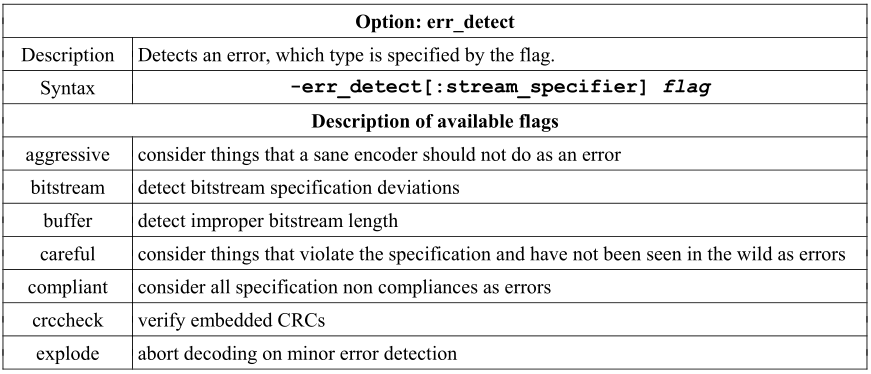 Option: err_detect
Description Detects an error, which type is specified by the flag.
Syntax -err_detect[:stream_specifier] flag
Description of available flags
aggressive consider things that a sane encoder should not do as an error
bitstream detect bitstream specification deviations
buffer detect improper bitstream length
careful consider things that violate the specification and have not been seen in the wild as errors
compliant consider all specification non compliances as errors
crccheck verify embedded CRCs
explode abort decoding on minor error detection